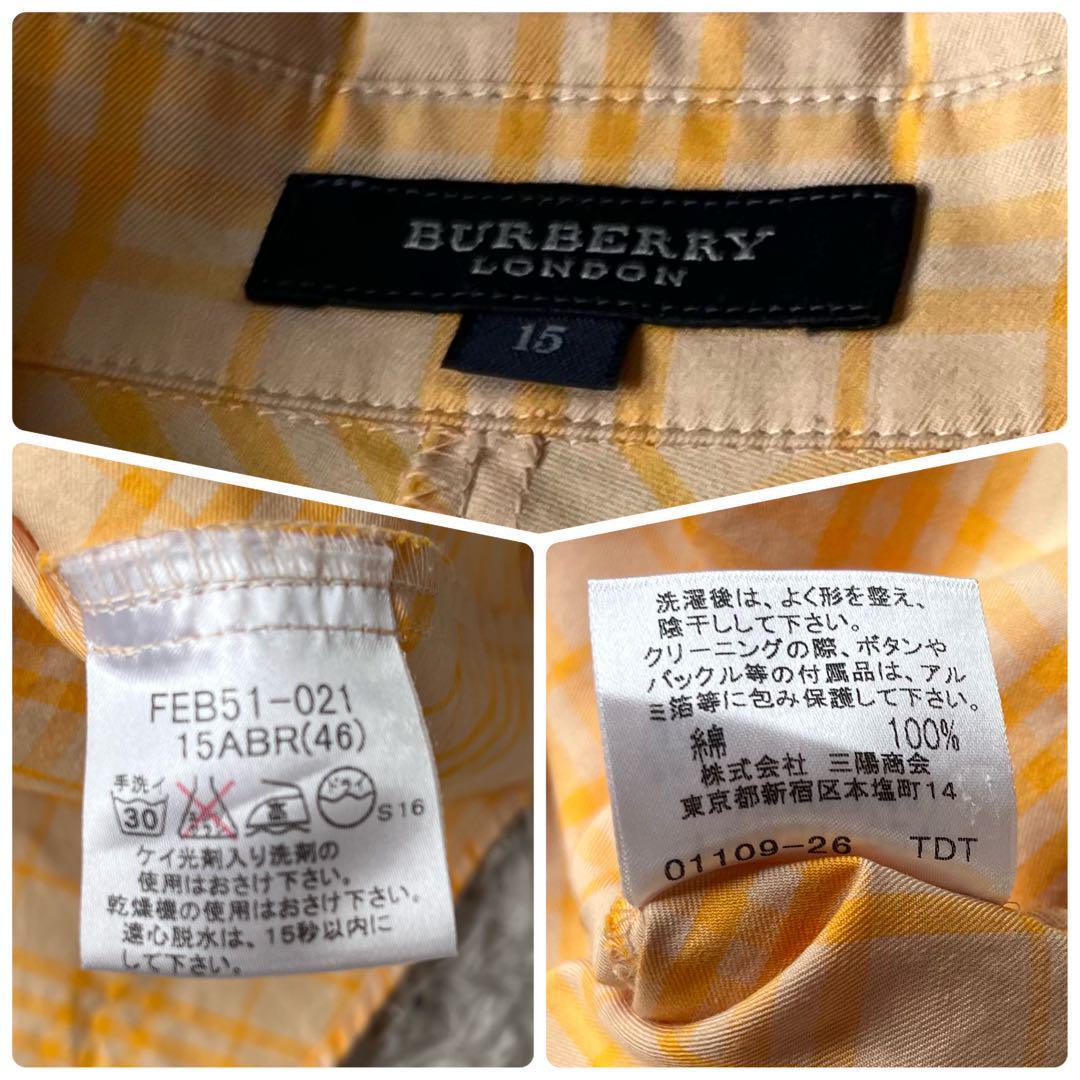 BURBERRY
LONDON
15
FEB51-021
15ABR(46)
手洗イ
30
高
ドライ
S16
ケイ光剤入り洗剤の
使用はおさけ下さい。
乾燥機の使用はおさけ下さい。
遠心脱水は、15秒以内に
して下さい。
洗濯後は、よく形を整え、
陰干しして下さい。
クリーニングの際、ボタンや
バックル等の付属品は、アル
ミ箔等に包み保護して下さい。
綿 100%
株式会社 三陽商会
東京都新宿区本塩町14
01109-26 TDT